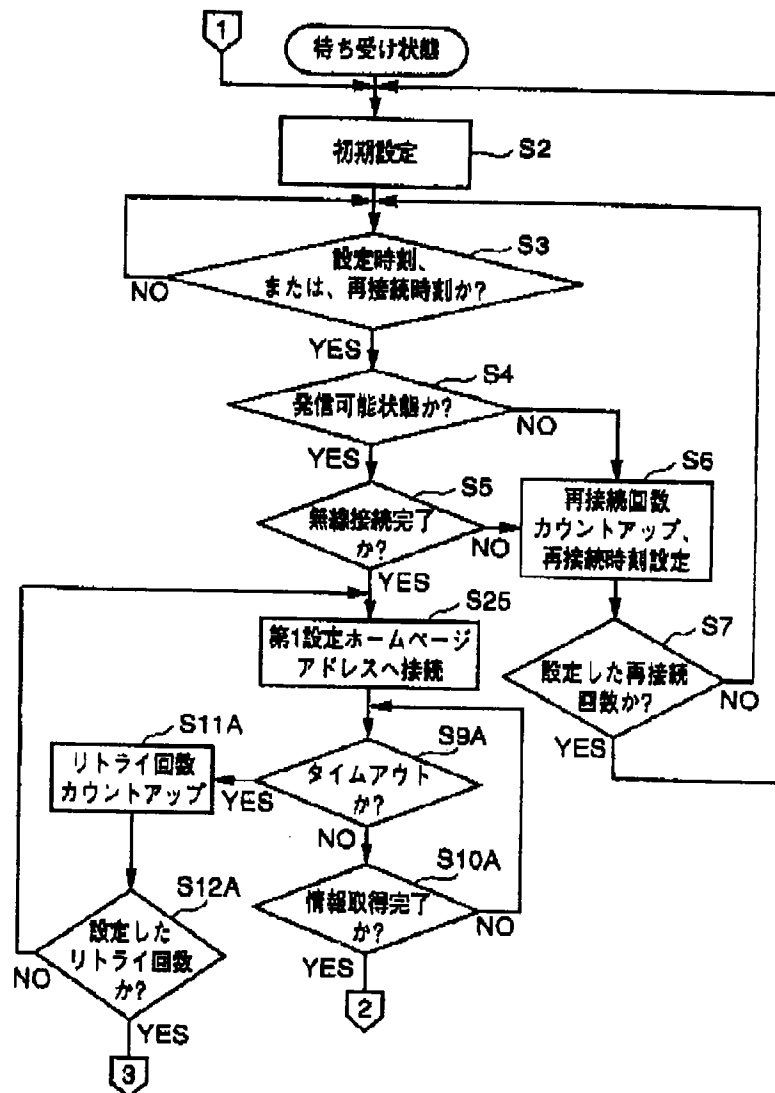 1
待ち受け状態
初期設定
S2
S3
設定時刻、
または、再接続時刻か?
NO
YES
S4
発信可能状態か?
NO
YES
S5
無線接続完了
か?
NO
YES
S6
再接続回数
カウントアップ、
再接続時刻設定
S7
設定した再接続
回数か?
NO
YES
S25
第1設定ホームページ
アドレスへ接続
S9A
タイムアウト
か?
YES
NO
S11A
リトライ回数
カウントアップ
S10A
情報取得完了
か?
NO
YES
2
S12A
設定した
リトライ回数
か?
NO
YES
3